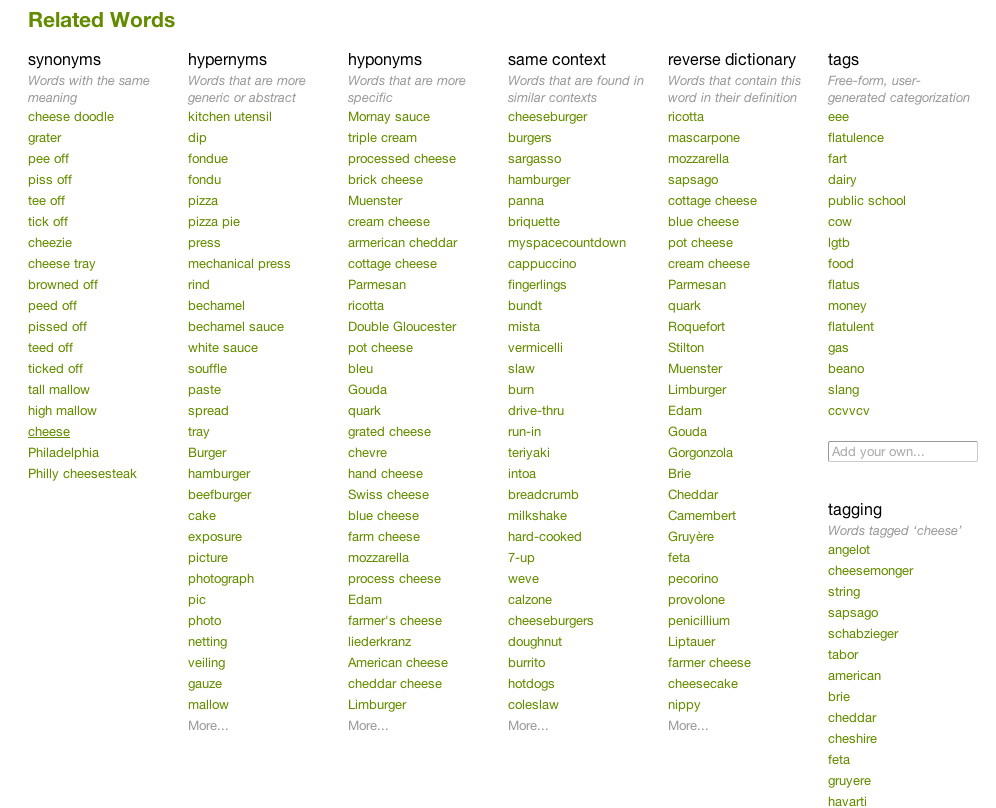 Related Words
synonyms
Words with the same
meaning
cheese doodle
grater
pee off
piss off
tee off
tick off
cheezie
cheese tray
browned off
peed off
pissed off
teed off
ticked off
tall mallow
high mallow
cheese
Philadelphia
Philly cheesesteak
hypernyms
Words that are more
generic or abstract
kitchen utensil
dip
fondue
fondu
pizza
pizza pie
press
mechanical press
rind
bechamel
bechamel sauce
white sauce
souffle
paste
spread
tray
Burger
hamburger
beefburger
cake
exposure
picture
photograph
pic
photo
netting
veiling
gauze
mallow
More...
hyponyms
Words that are more
specific
Mornay sauce
triple cream
processed cheese
brick cheese
Muenster
cream cheese
armerican cheddar
cottage cheese
Parmesan
ricotta
Double Gloucester
pot cheese
bleu
Gouda
quark
grated cheese
chevre
hand cheese
Swiss cheese
blue cheese
farm cheese
mozzarella
process cheese
Edam
farmer's cheese
liederkranz
American cheese
cheddar cheese
Limburger
More...
same context
Words that are found in
similar contexts
cheeseburger
burgers
sargasso
hamburger
panna
briquette
myspacecountdown
cappuccino
fingerlings
bundt
mista
vermicelli
slaw
burn
drive-thru
run-in
teriyaki
intoa
breadcrumb
milkshake
hard-cooked
7-up
weve
calzone
cheeseburgers
doughnut
burrito
hotdogs
coleslaw
More...
reverse dictionary
Words that contain this
word in their definition
ricotta
mascarpone
mozzarella
sapsago
cottage cheese
blue cheese
pot cheese
cream cheese
Parmesan
quark
Roquefort
Stilton
Muenster
Limburger
Edam
Gouda
Gorgonzola
Brie
Cheddar
Camembert
Gruyère
feta
pecorino
provolone
penicillium
Liptauer
farmer cheese
cheesecake
nippy
More...
tags
Free-form, user-
generated categorization
eee
flatulence
fart
dairy
public school
cow
lgtb
food
flatus
money
flatulent
gas
beano
slang
ccvvcv
Add your own...
tagging
Words tagged ‘cheese’
angelot
cheesemonger
string
sapsago
schabzieger
tabor
american
brie
cheddar
cheshire
feta
gruyere
havarti